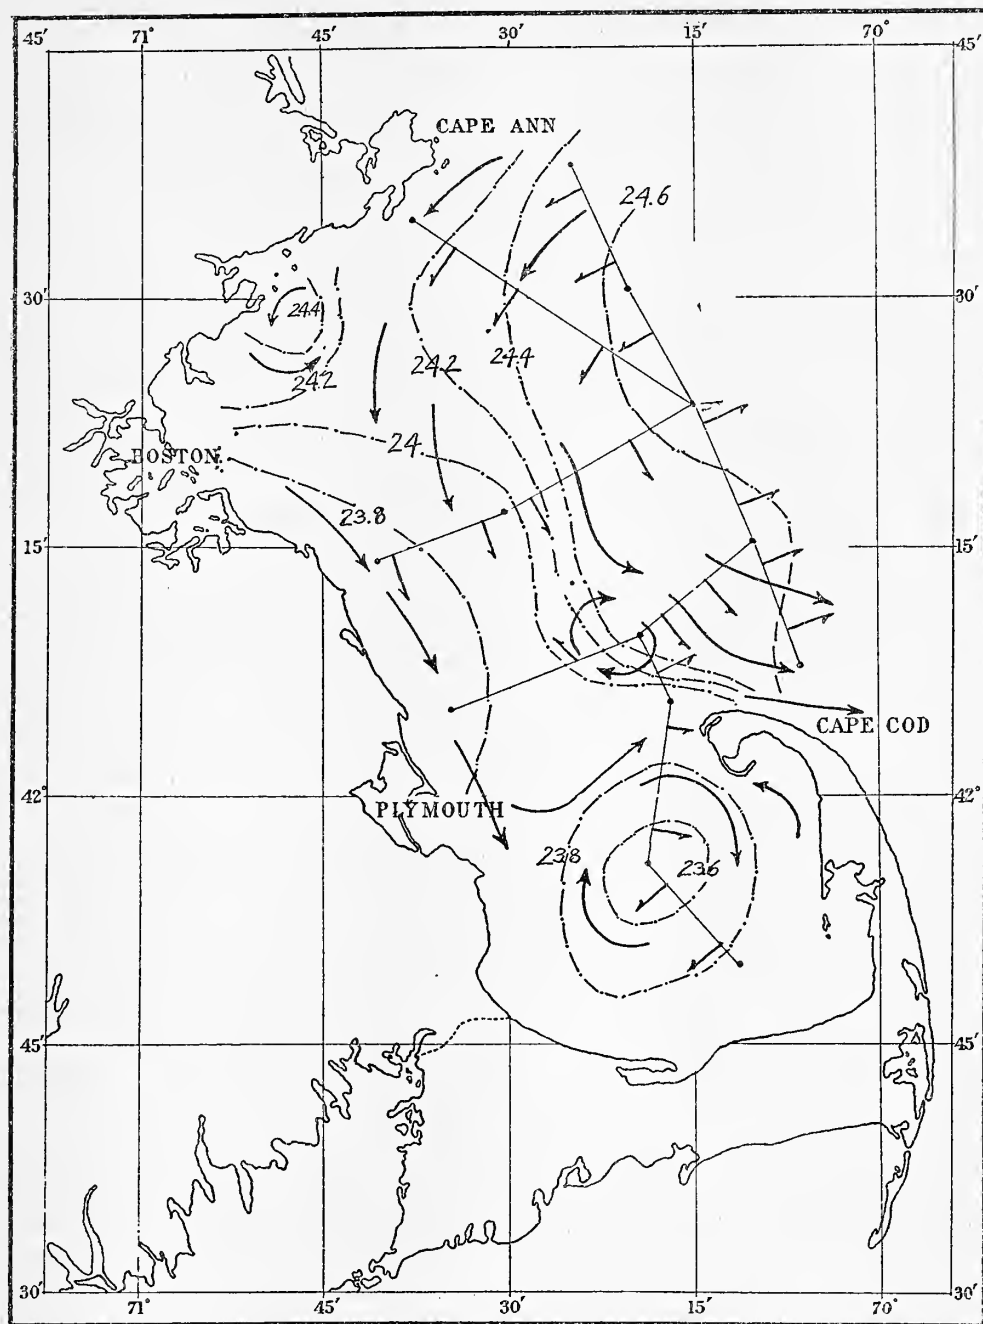 45′ 71° 45′ 30′ 15′ 70° 45′
CAPE ANN
24.6
30′ 24.4 30′
24.2 24.2 24.4
BOSTON 24
23.8
15′ 15′
CAPE COD
42° PLYMOUTH 42°
23.8 23.6
45′ 45′
30′ 30′
71° 45′ 30′ 15′ 70°